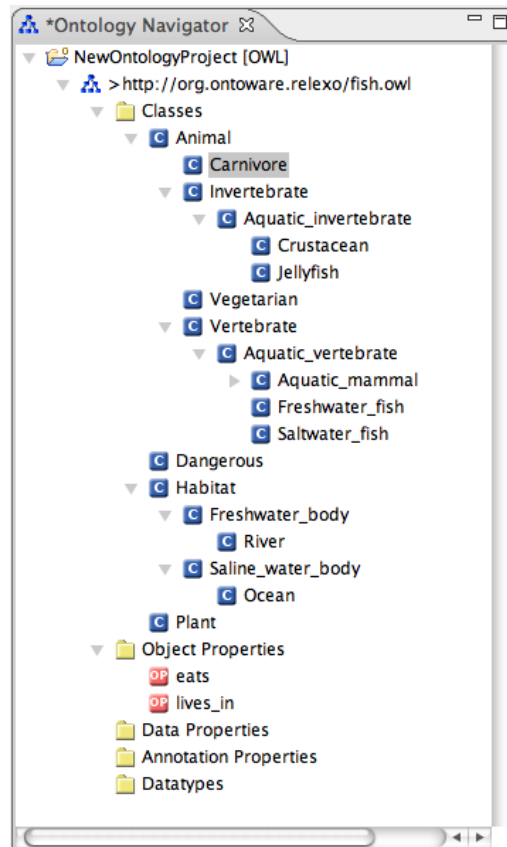 *Ontology Navigator
NewOntologyProject [OWL]
>http://org.ontoware.relexo/fish.owl
Classes
C Animal
C Carnivore
C Invertebrate
C Aquatic_invertebrate
C Crustacean
C Jellyfish
C Vegetarian
C Vertebrate
C Aquatic_vertebrate
C Aquatic_mammal
C Freshwater_fish
C Saltwater_fish
C Dangerous
C Habitat
C Freshwater_body
C River
C Saline_water_body
C Ocean
C Plant
Object Properties
OP eats
OP lives_in
Data Properties
Annotation Properties
Datatypes